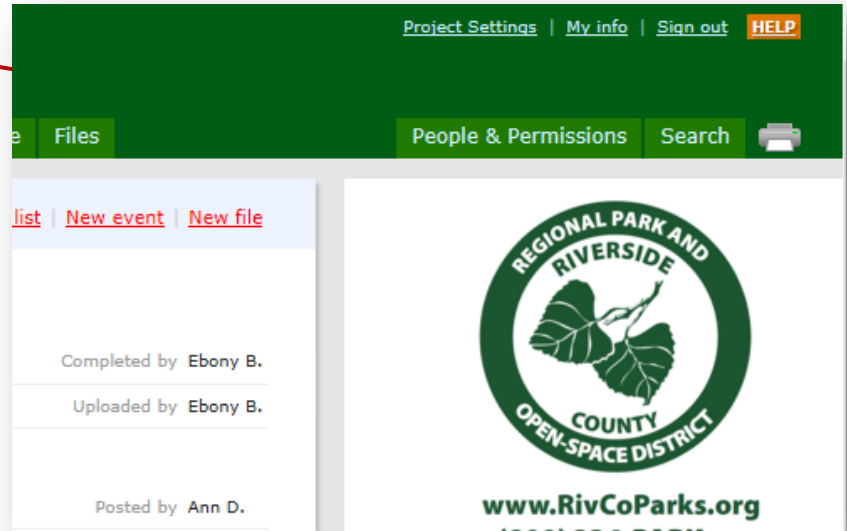 Project Settings | My info | Sign out HELP
Files People & Permissions Search
list | New event | New file
REGIONAL PARK AND
RIVERSIDE
COUNTY
OPEN-SPACE DISTRICT
Completed by Ebony B.
Uploaded by Ebony B.
Posted by Ann D.
www.RivCoParks.org